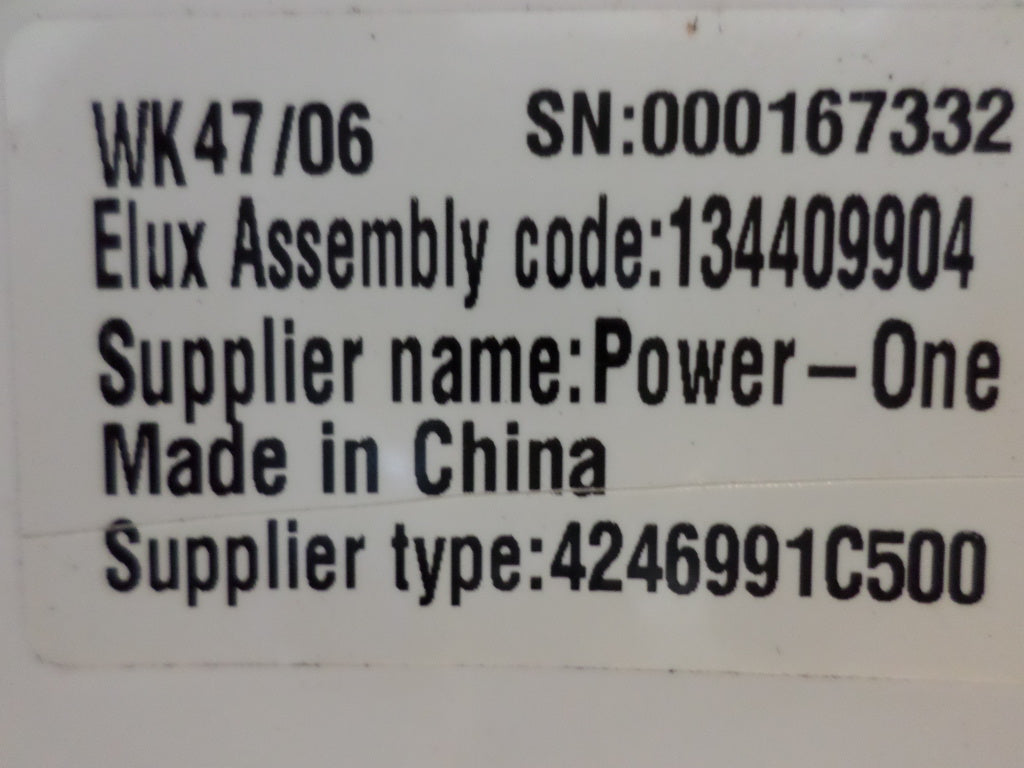 WK47/06 SN:000167332
Elux Assembly code:134409904
Supplier name:Power-One
Made in China
Supplier type:4246991C500